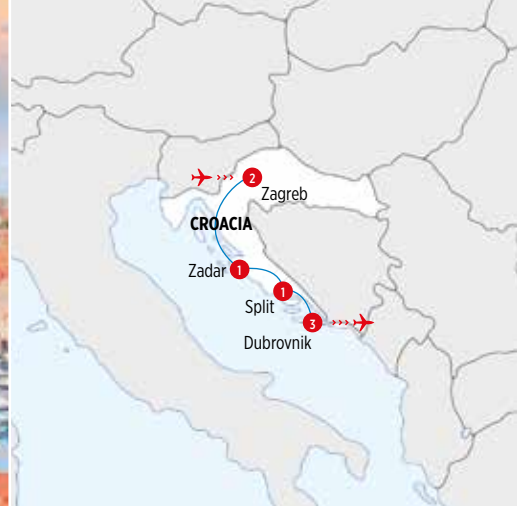 2
Zagreb
CROACIA
Zadar 1
1
Split
3
Dubrovnik